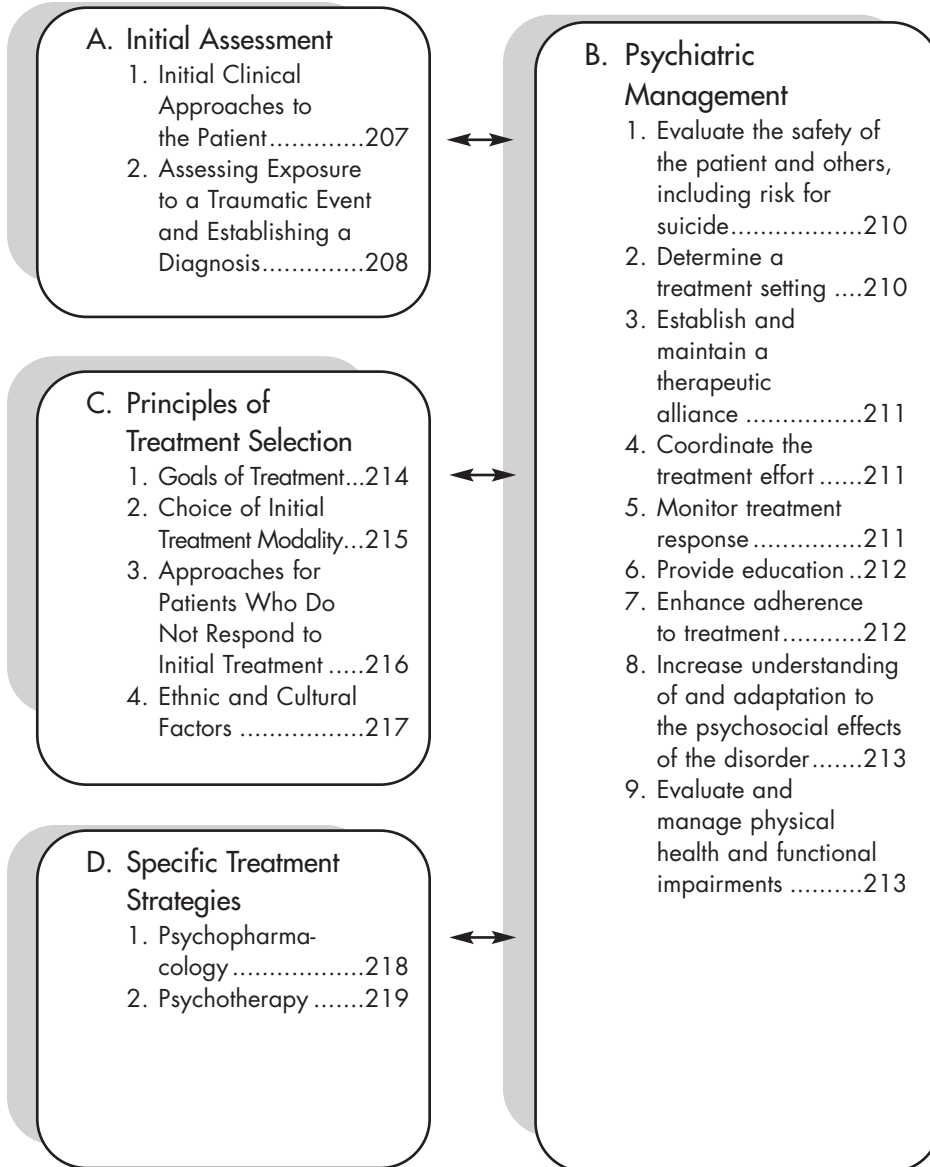 A. Initial Assessment
1. Initial Clinical
Approaches to
the Patient.............207
2. Assessing Exposure
to a Traumatic Event
and Establishing a
Diagnosis..............208
B. Psychiatric
Management
1. Evaluate the safety of
the patient and others,
including risk for
suicide..................210
2. Determine a
treatment setting ....210
3. Establish and
maintain a
therapeutic
alliance ................211
4. Coordinate the
treatment effort ......211
5. Monitor treatment
response ..............211
6. Provide education ..212
7. Enhance adherence
to treatment...........212
8. Increase understanding
of and adaptation to
the psychosocial effects
of the disorder.......213
9. Evaluate and
manage physical
health and functional
impairments ..........213
C. Principles of
Treatment Selection
1. Goals of Treatment...214
2. Choice of Initial
Treatment Modality...215
3. Approaches for
Patients Who Do
Not Respond to
Initial Treatment .....216
4. Ethnic and Cultural
Factors ..................217
D. Specific Treatment
Strategies
1. Psychopharma-
cology ..................218
2. Psychotherapy .......219